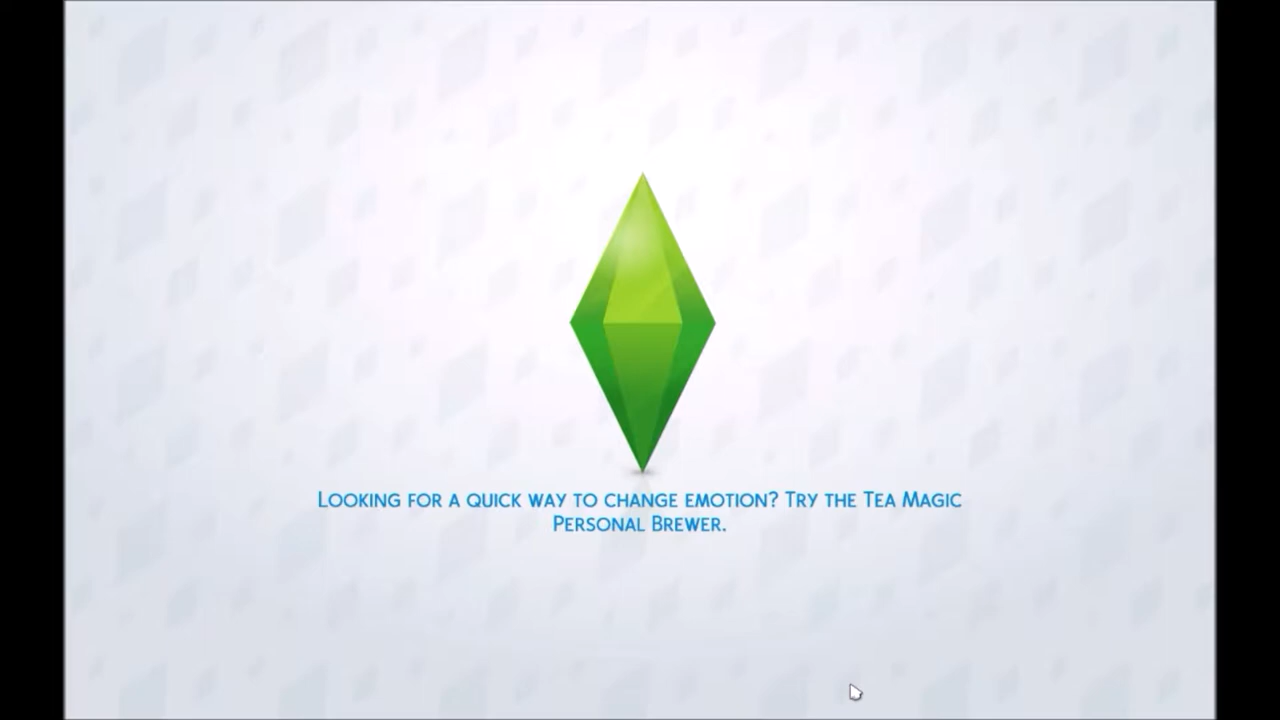 Looking for a quick way to change emotion? Try the Tea Magic
Personal Brewer.